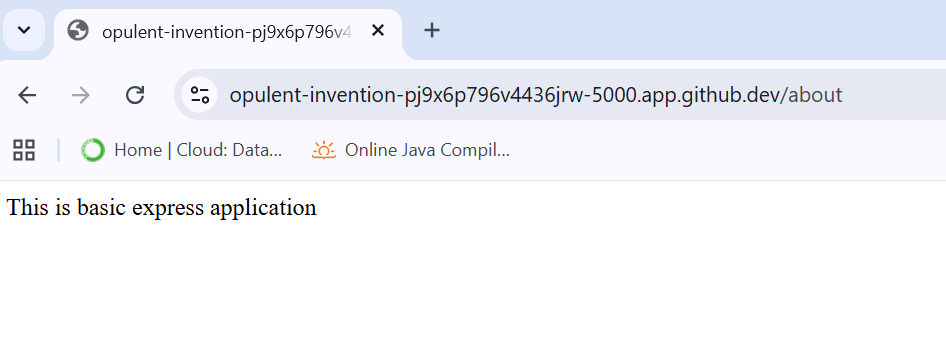 opulent-invention-pj9x6p796v4
opulent-invention-pj9x6p796v4436jrw-5000.app.github.dev/about
Home | Cloud: Data...
Online Java Compil...
This is basic express application